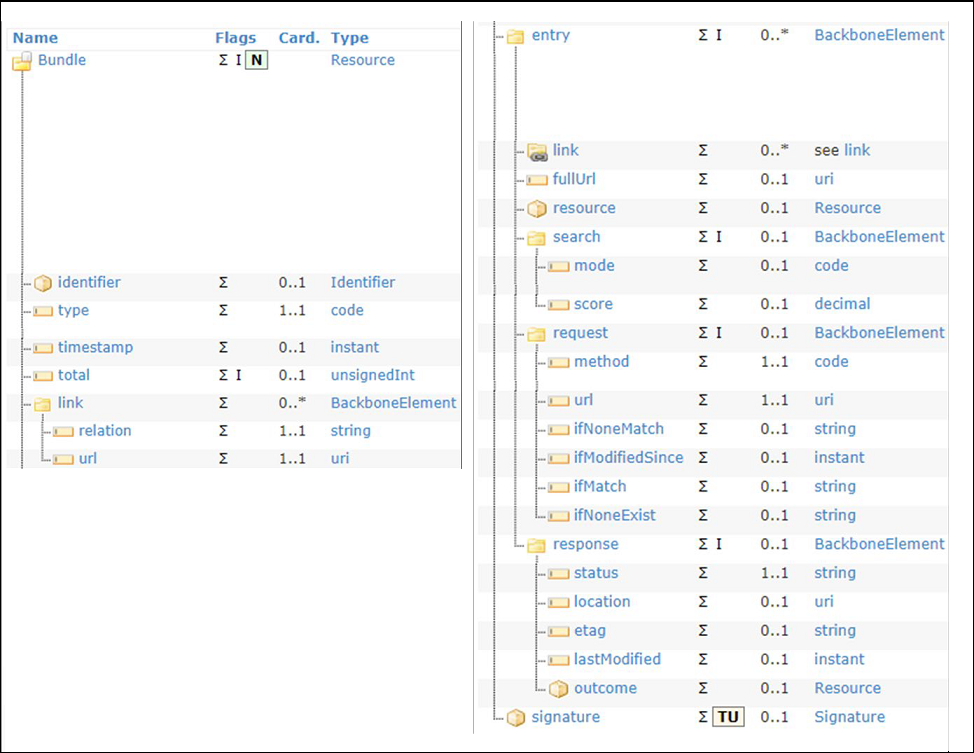 Name Flags Card. Type
Bundle Σ I N Resource
identifier Σ 0..1 Identifier
type Σ 1..1 code
timestamp Σ 0..1 instant
total Σ I 0..1 unsignedInt
link Σ 0..* BackboneElement
relation Σ 1..1 string
url Σ 1..1 uri
entry Σ I 0..* BackboneElement
link Σ 0..* see link
fullUrl Σ 0..1 uri
resource Σ 0..1 Resource
search Σ I 0..1 BackboneElement
mode Σ 0..1 code
score Σ 0..1 decimal
request Σ I 0..1 BackboneElement
method Σ 1..1 code
url Σ 1..1 uri
ifNoneMatch Σ 0..1 string
ifModifiedSince Σ 0..1 instant
ifMatch Σ 0..1 string
ifNoneExist Σ 0..1 string
response Σ I 0..1 BackboneElement
status Σ 1..1 string
location Σ 0..1 uri
etag Σ 0..1 string
lastModified Σ 0..1 instant
outcome Σ 0..1 Resource
signature Σ TU 0..1 Signature